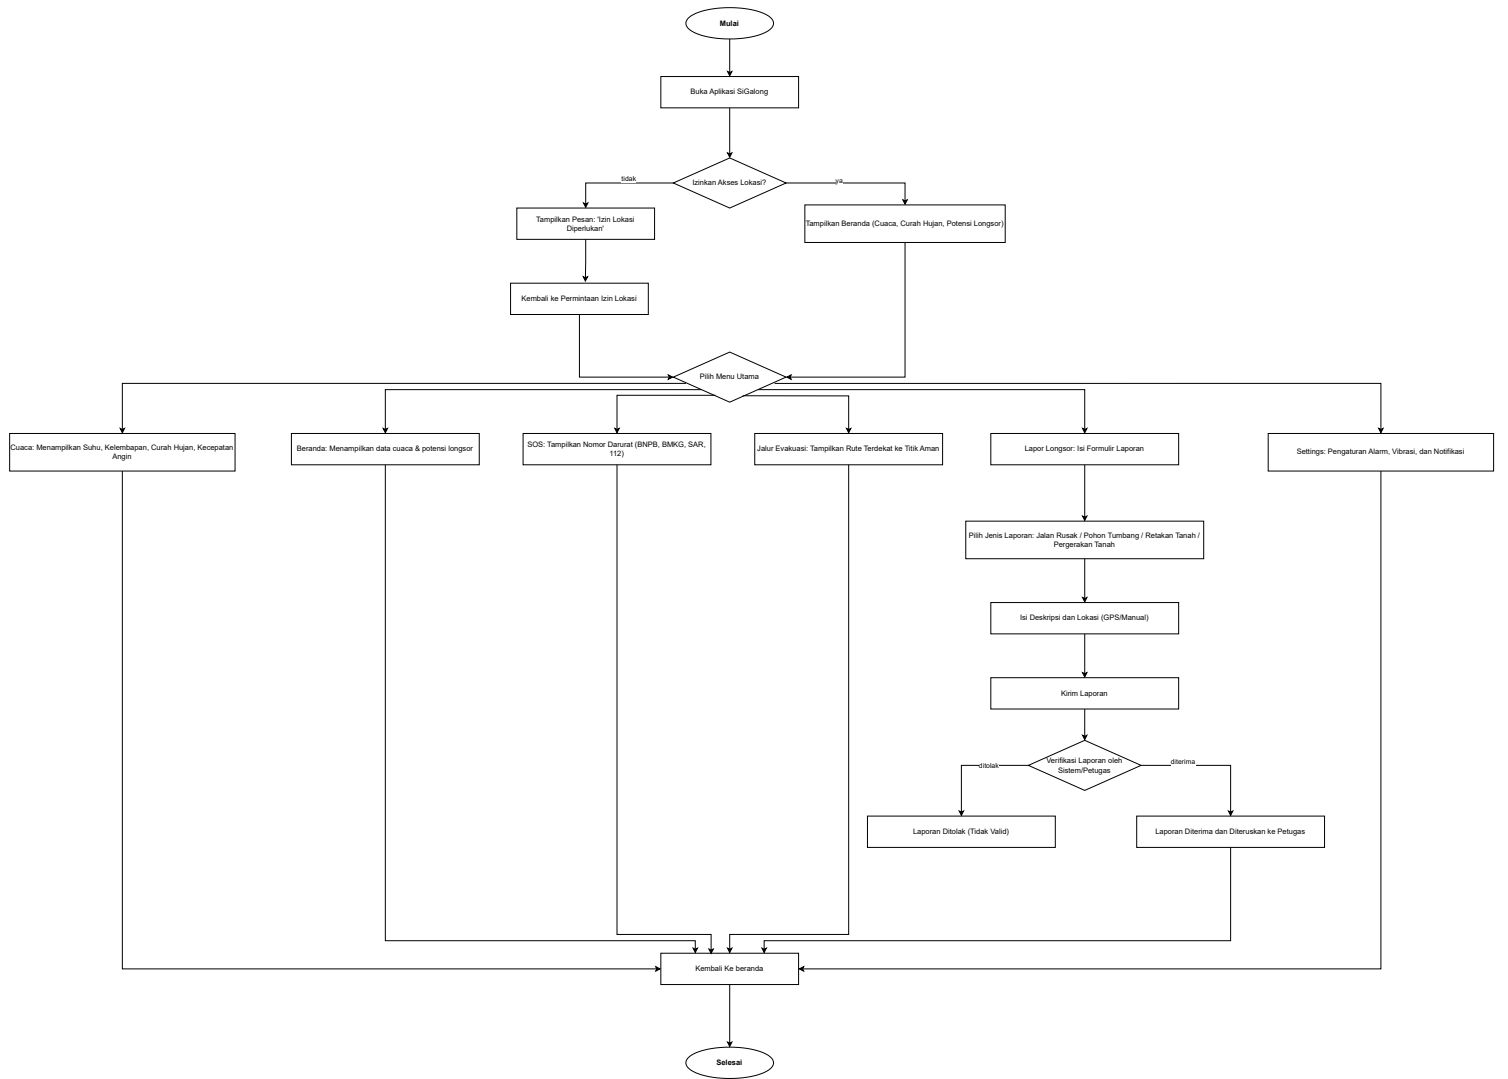 Mulai
Buka Aplikasi SiGalong
Izinkan Akses Lokasi?
tidak
ya
Tampilkan Pesan: 'Izin Lokasi
Diperlukan'
Tampilkan Beranda (Cuaca, Curah Hujan, Potensi Longsor)
Kembali ke Permintaan Izin Lokasi
Pilih Menu Utama
Cuaca: Menampilkan Suhu, Kelembapan, Curah Hujan, Kecepatan
Angin
Beranda: Menampilkan data cuaca & potensi longsor
SOS: Tampilkan Nomor Darurat (BNPB, BMKG, SAR,
112)
Jalur Evakuasi: Tampilkan Rute Terdekat ke Titik Aman
Lapor Longsor: Isi Formulir Laporan
Settings: Pengaturan Alarm, Vibrasi, dan Notifikasi
Pilih Jenis Laporan: Jalan Rusak / Pohon Tumbang / Retakan Tanah /
Pergerakan Tanah
Isi Deskripsi dan Lokasi (GPS/Manual)
Kirim Laporan
Verifikasi Laporan oleh
Sistem/Petugas
ditolak
diterima
Laporan Ditolak (Tidak Valid)
Laporan Diterima dan Diteruskan ke Petugas
Kembali Ke beranda
Selesai